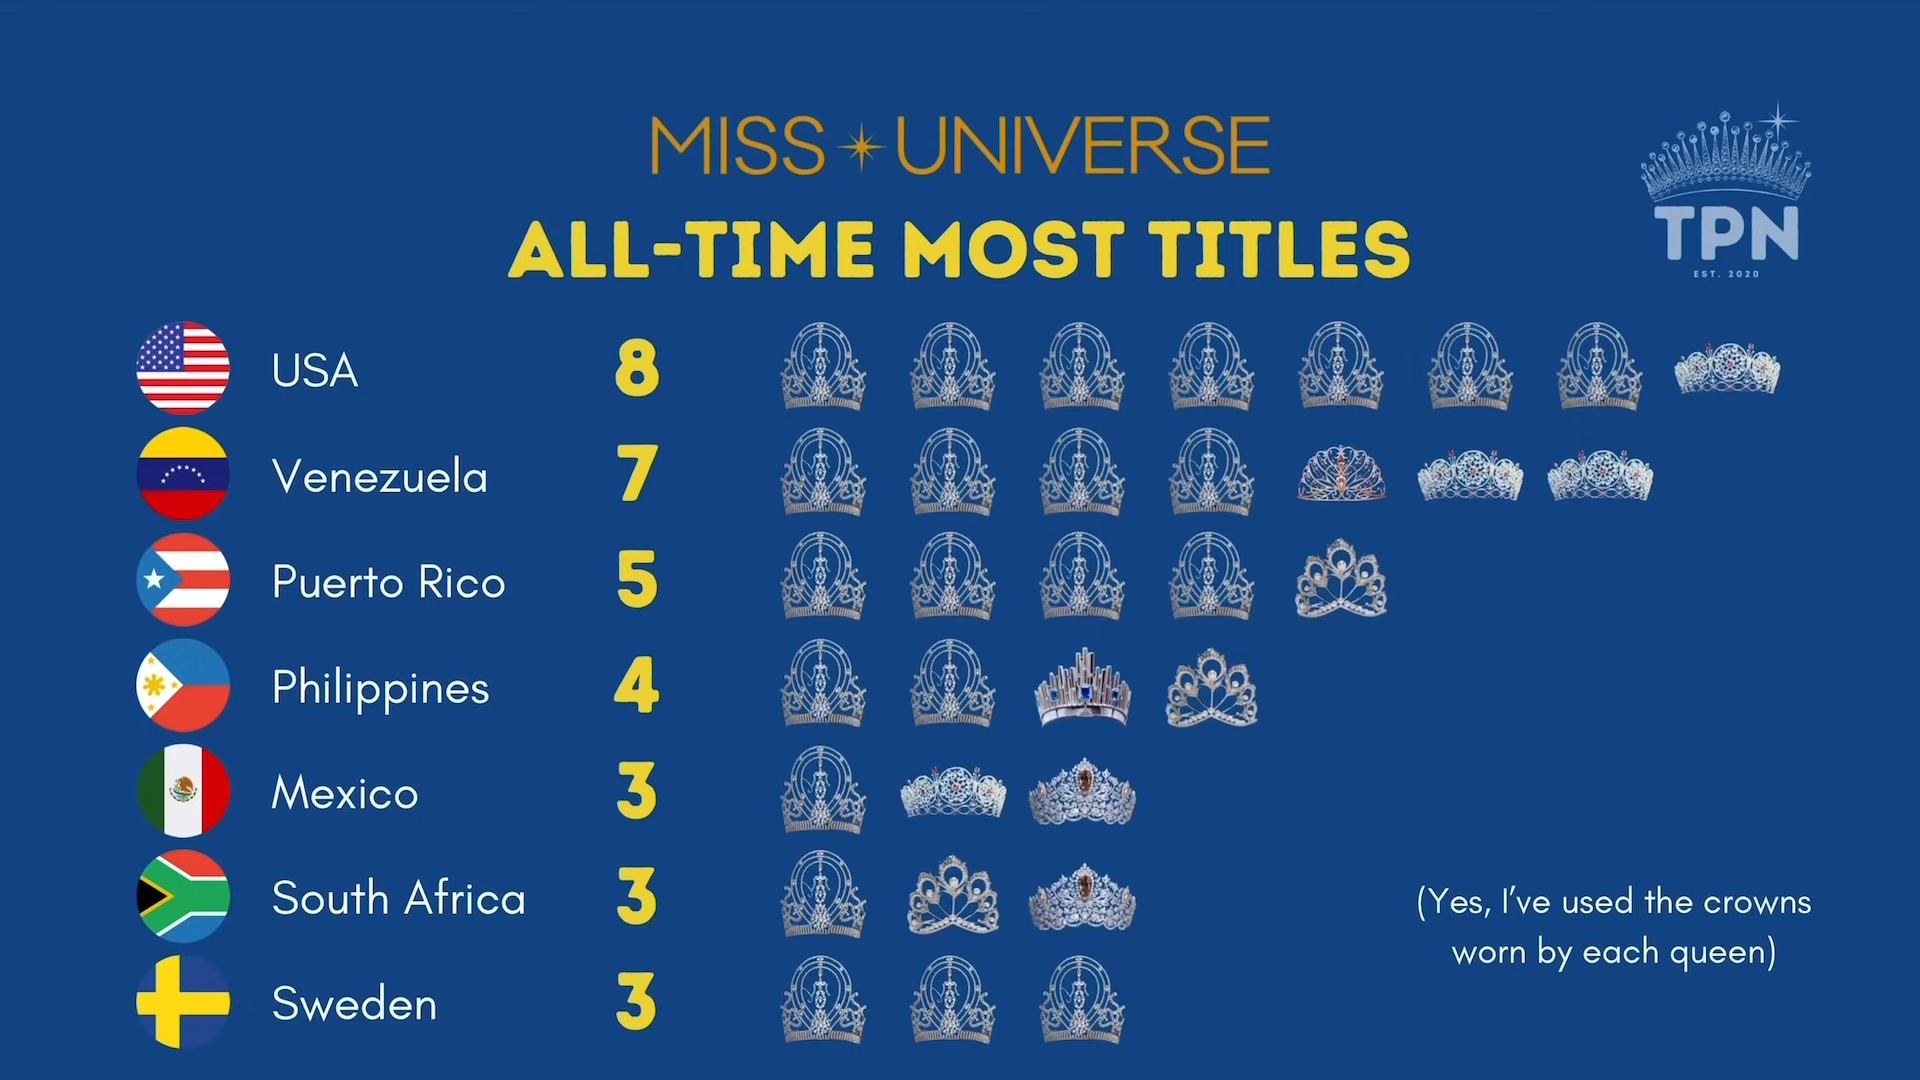 MISS UNIVERSE
ALL-TIME MOST TITLES
TPN
EST. 2020
USA 8
Venezuela 7
Puerto Rico 5
Philippines 4
Mexico 3
South Africa 3
Sweden 3
(Yes, I've used the crowns
worn by each queen)